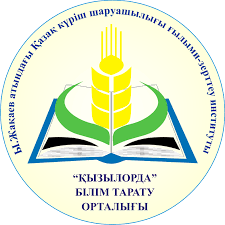 Ы.Жақаев атындағы Қазақ күріш шаруашылығы ғылыми-зерттеу институты
“ҚЫЗЫЛОРДА”
БІЛІМ ТАРАТУ
ОРТАЛЫҒЫ